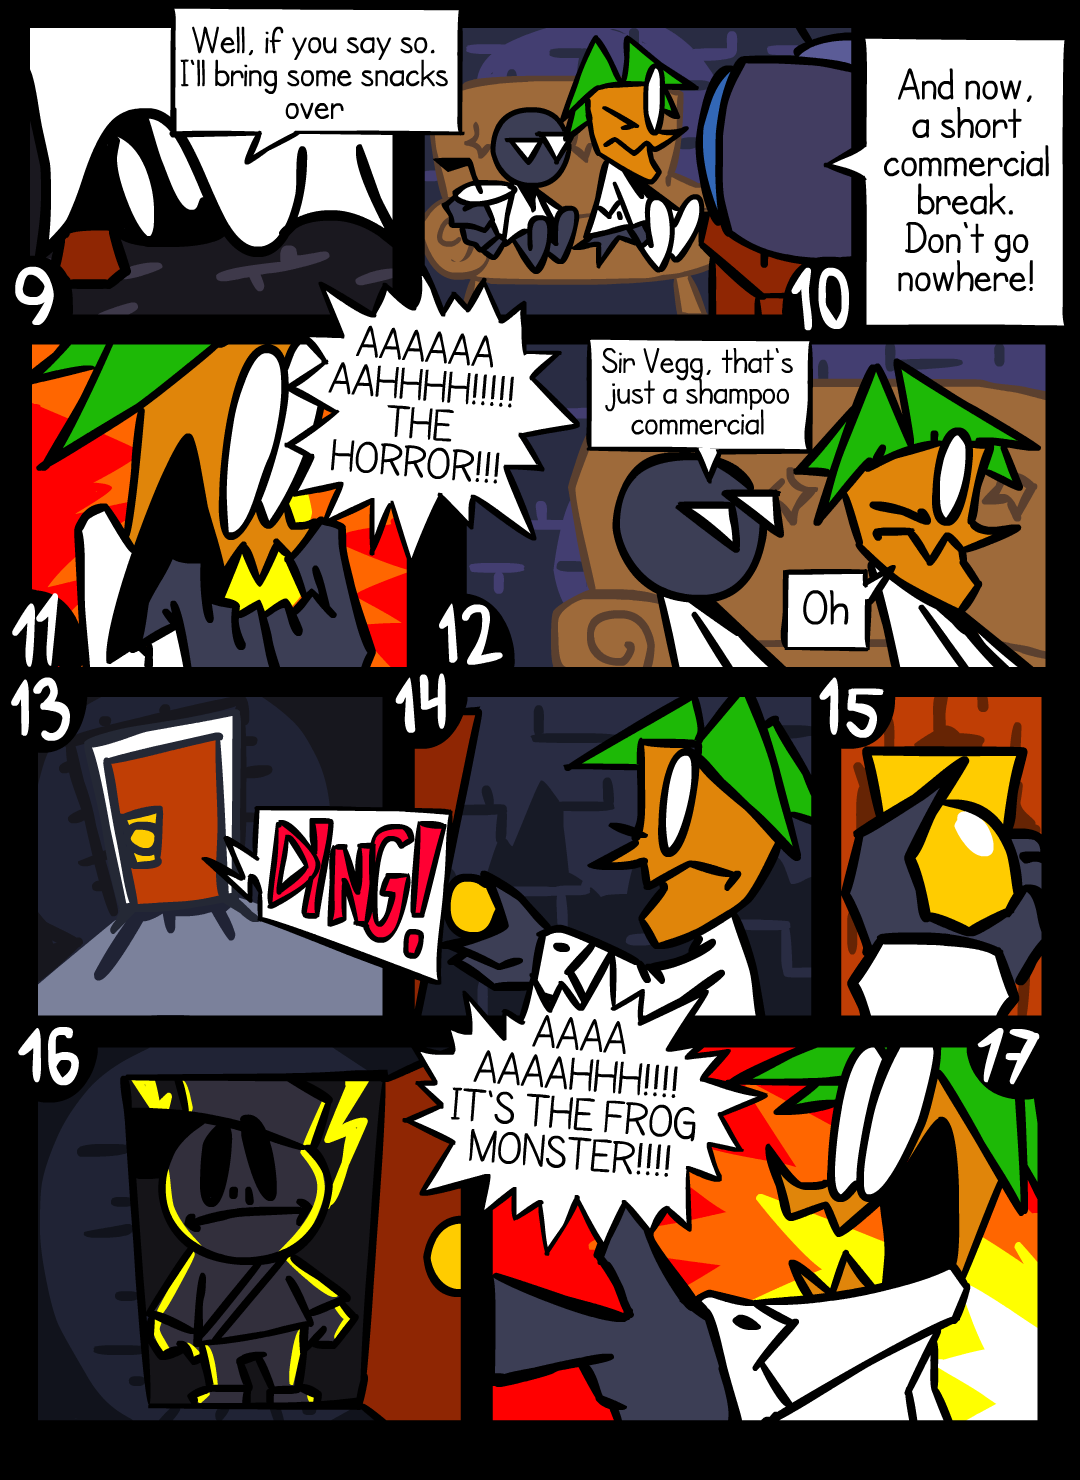 Well, if you say so.
I'll bring some snacks
over
9
And now,
a short
commercial
break.
Don't go
nowhere!
10
AAAAAA
AAHHHH!!!!!
THE
HORROR!!!
11
Sir Vegg, that's
just a shampoo
commercial
Oh
12
13
DING!
14
15
16
AAAA
AAAAHHH!!!!
IT'S THE FROG
MONSTER!!!!
17